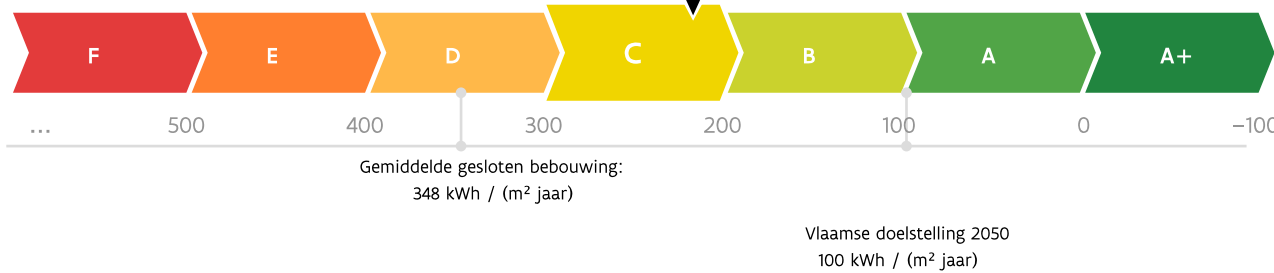 F E D C B A A+
... 500 400 300 200 100 0 −100
Gemiddelde gesloten bebouwing:
348 kWh / (m² jaar)
Vlaamse doelstelling 2050
100 kWh / (m² jaar)